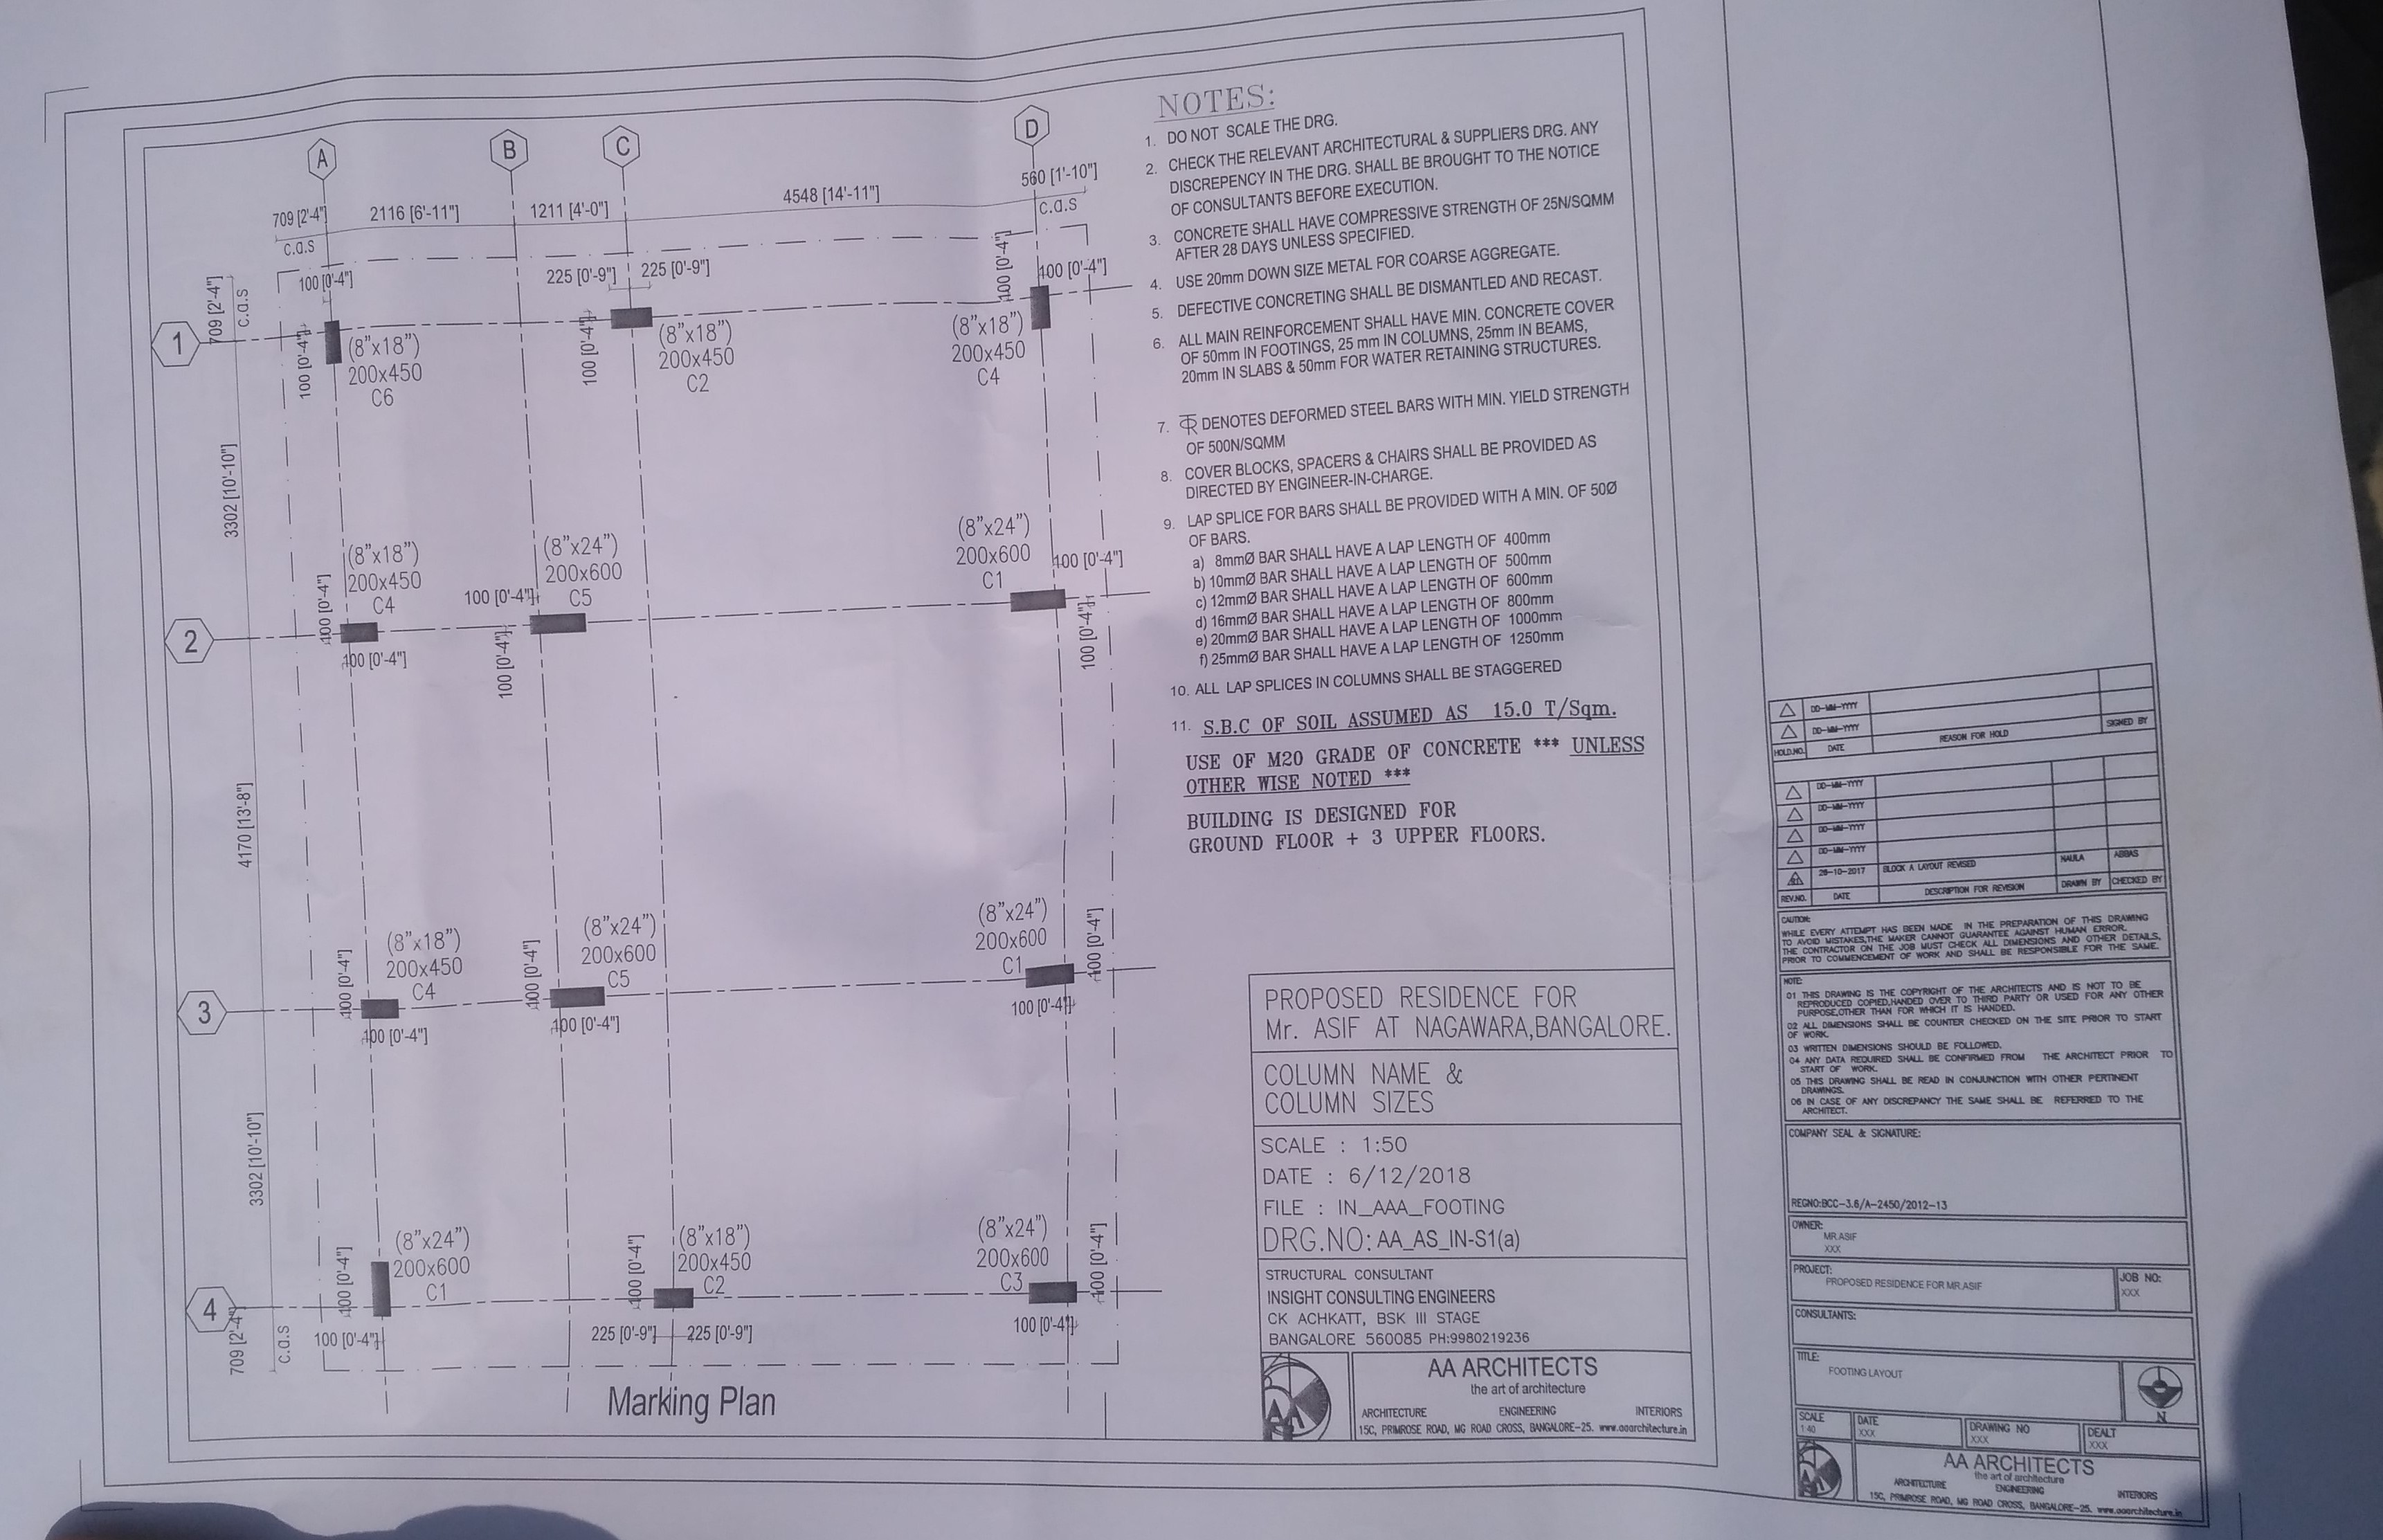 A
B
C
D
709 [2'-4"]
2116 [6'-11"]
1211 [4'-0"]
4548 [14'-11"]
560 [1'-10"]
c.a.s
c.a.s
709 [2'-4"]
c.a.s
100 [0'-4"]
225 [0'-9"]
225 [0'-9"]
100 [0'-4"]
100 [0'-4"]
1
100 [0'-4"]
(8"x18")
200x450
C6
100 [0'-4"]
(8"x18")
200x450
C2
(8"x18")
200x450
C4
3302 [10'-10"]
2
100 [0'-4"]
(8"x18")
200x450
C4
100 [0'-4"]
(8"x24")
200x600
C5
100 [0'-4"]
100 [0'-4"]
(8"x24")
200x600
C1
100 [0'-4"]
100 [0'-4"]
4170 [13'-8"]
3
100 [0'-4"]
(8"x18")
200x450
C4
100 [0'-4"]
100 [0'-4"]
(8"x24")
200x600
C5
100 [0'-4"]
(8"x24")
200x600
C1
100 [0'-4"]
100 [0'-4"]
3302 [10'-10"]
4
709 [2'-4"]
c.a.s
100 [0'-4"]
(8"x24")
200x600
C1
100 [0'-4"]
100 [0'-4"]
(8"x18")
200x450
C2
225 [0'-9"]
225 [0'-9"]
(8"x24")
200x600
C3
100 [0'-4"]
100 [0'-4"]
Marking Plan
NOTES:
1. DO NOT SCALE THE DRG.
2. CHECK THE RELEVANT ARCHITECTURAL & SUPPLIERS DRG. ANY
DISCREPENCY IN THE DRG. SHALL BE BROUGHT TO THE NOTICE
OF CONSULTANTS BEFORE EXECUTION.
3. CONCRETE SHALL HAVE COMPRESSIVE STRENGTH OF 25N/SQMM
AFTER 28 DAYS UNLESS SPECIFIED.
4. USE 20mm DOWN SIZE METAL FOR COARSE AGGREGATE.
5. DEFECTIVE CONCRETING SHALL BE DISMANTLED AND RECAST.
6. ALL MAIN REINFORCEMENT SHALL HAVE MIN. CONCRETE COVER
OF 50mm IN FOOTINGS, 25 mm IN COLUMNS, 25mm IN BEAMS,
20mm IN SLABS & 50mm FOR WATER RETAINING STRUCTURES.
7. TR DENOTES DEFORMED STEEL BARS WITH MIN. YIELD STRENGTH
OF 500N/SQMM
8. COVER BLOCKS, SPACERS & CHAIRS SHALL BE PROVIDED AS
DIRECTED BY ENGINEER-IN-CHARGE.
9. LAP SPLICE FOR BARS SHALL BE PROVIDED WITH A MIN. OF 50Ø
OF BARS.
a) 8mmØ BAR SHALL HAVE A LAP LENGTH OF 400mm
b) 10mmØ BAR SHALL HAVE A LAP LENGTH OF 500mm
c) 12mmØ BAR SHALL HAVE A LAP LENGTH OF 600mm
d) 16mmØ BAR SHALL HAVE A LAP LENGTH OF 800mm
e) 20mmØ BAR SHALL HAVE A LAP LENGTH OF 1000mm
f) 25mmØ BAR SHALL HAVE A LAP LENGTH OF 1250mm
10. ALL LAP SPLICES IN COLUMNS SHALL BE STAGGERED
11. S.B.C OF SOIL ASSUMED AS 15.0 T/Sqm.
USE OF M20 GRADE OF CONCRETE *** UNLESS
OTHER WISE NOTED ***
BUILDING IS DESIGNED FOR
GROUND FLOOR + 3 UPPER FLOORS.
PROPOSED RESIDENCE FOR
Mr. ASIF AT NAGAWARA,BANGALORE.
COLUMN NAME &
COLUMN SIZES
SCALE : 1:50
DATE : 6/12/2018
FILE : IN_AAA_FOOTING
DRG.NO: AA_AS_IN-S1(a)
STRUCTURAL CONSULTANT
INSIGHT CONSULTING ENGINEERS
CK ACHKATT, BSK III STAGE
BANGALORE 560085 PH:9980219236
AA ARCHITECTS
the art of architecture
ARCHITECTURE ENGINEERING INTERIORS
15C, PRIMROSE ROAD, MG ROAD CROSS, BANGALORE-25. www.aaarchitecture.in
DD-MM-YYYY
DD-MM-YYYY
HOLD.NO. DATE REASON FOR HOLD SIGNED BY
DD-MM-YYYY
DD-MM-YYYY
DD-MM-YYYY
DD-MM-YYYY
26-10-2017 BLOCK A LAYOUT REVISED NAULA ABBAS
REV.NO. DATE DESCRIPTION FOR REVISION DRAWN BY CHECKED BY
CAUTION:
WHILE EVERY ATTEMPT HAS BEEN MADE IN THE PREPARATION OF THIS DRAWING
TO AVOID MISTAKES,THE MAKER CANNOT GUARANTEE AGAINST HUMAN ERROR.
THE CONTRACTOR ON THE JOB MUST CHECK ALL DIMENSIONS AND OTHER DETAILS,
PRIOR TO COMMENCEMENT OF WORK AND SHALL BE RESPONSIBLE FOR THE SAME.
NOTE:
01 THIS DRAWING IS THE COPYRIGHT OF THE ARCHITECTS AND IS NOT TO BE
REPRODUCED COPIED,HANDED OVER TO THIRD PARTY OR USED FOR ANY OTHER
PURPOSE,OTHER THAN FOR WHICH IT IS HANDED.
02 ALL DIMENSIONS SHALL BE COUNTER CHECKED ON THE SITE PRIOR TO START
OF WORK.
03 WRITTEN DIMENSIONS SHOULD BE FOLLOWED.
04 ANY DATA REQUIRED SHALL BE CONFIRMED FROM THE ARCHITECT PRIOR TO
START OF WORK.
05 THIS DRAWING SHALL BE READ IN CONJUNCTION WITH OTHER PERTINENT
DRAWINGS.
06 IN CASE OF ANY DISCREPANCY THE SAME SHALL BE REFERRED TO THE
ARCHITECT.
COMPANY SEAL & SIGNATURE:
REGNO:BCC-3.6/A-2450/2012-13
OWNER:
MR.ASIF
XXX
PROJECT:
PROPOSED RESIDENCE FOR MR.ASIF
JOB NO:
XXX
CONSULTANTS:
TITLE:
FOOTING LAYOUT
N
SCALE
1:40
DATE
XXX
DRAWING NO
XXX
DEALT
XXX
AA ARCHITECTS
the art of architecture
ARCHITECTURE ENGINEERING INTERIORS
15C, PRIMROSE ROAD, MG ROAD CROSS, BANGALORE-25. www.aaarchitecture.in